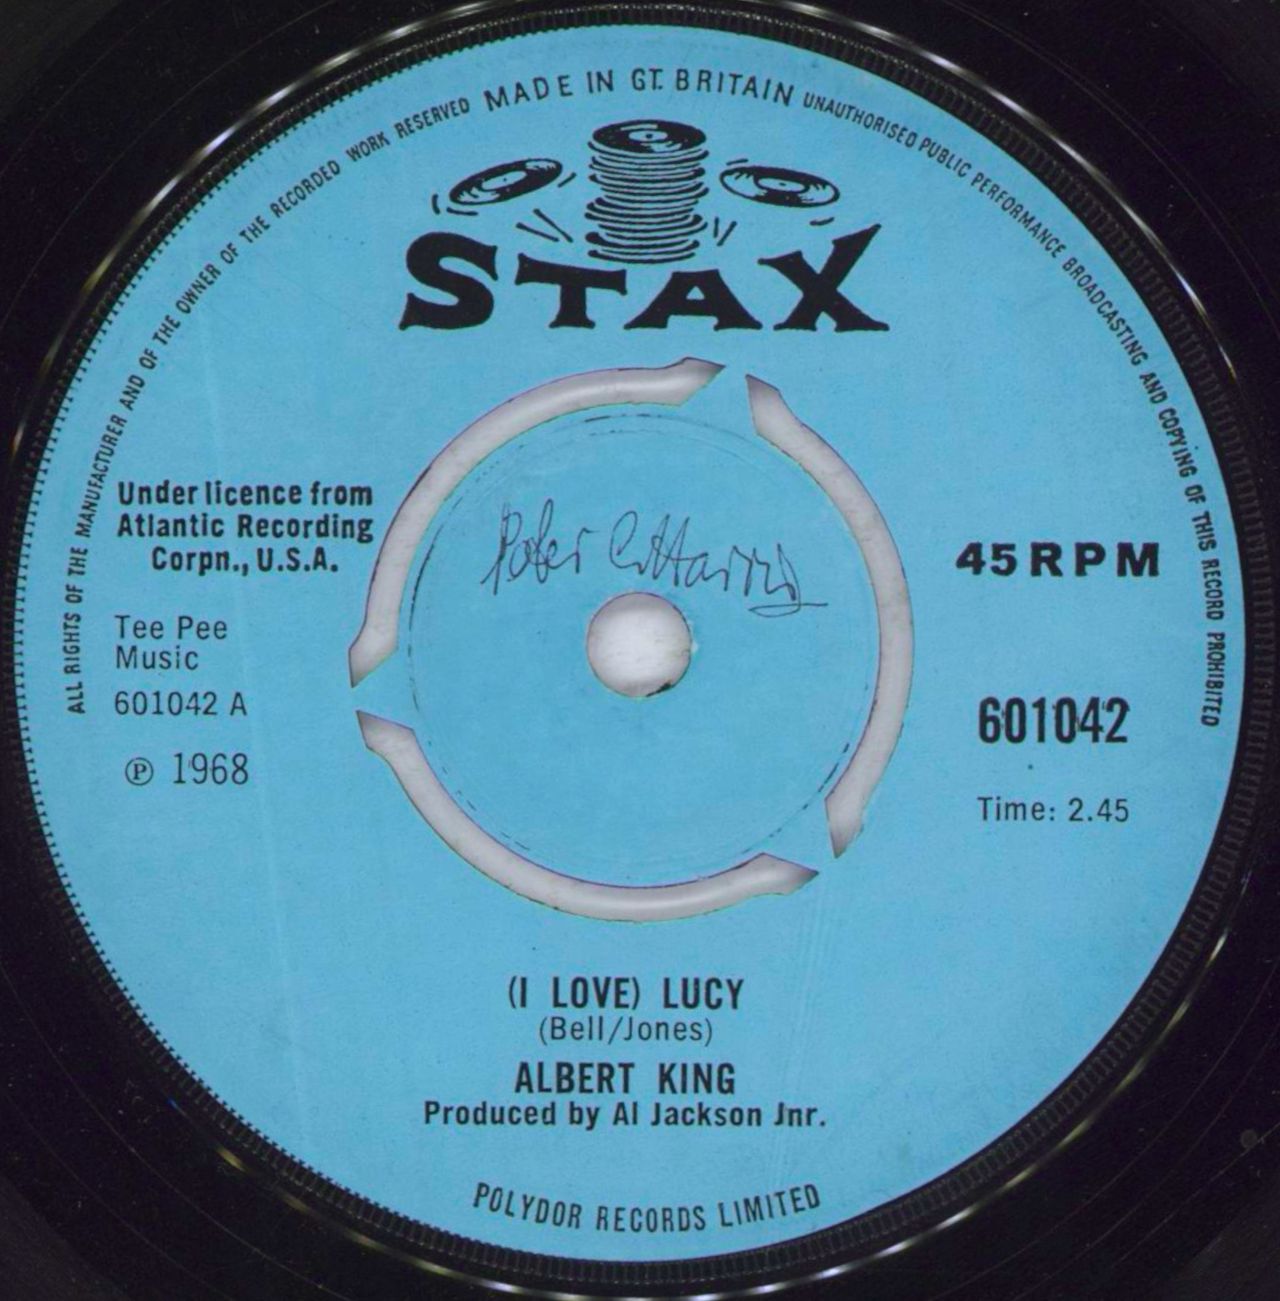 ALL RIGHTS OF THE MANUFACTURER AND OF THE OWNER OF THE RECORDED WORK RESERVED MADE IN GT. BRITAIN UNAUTHORISED PUBLIC PERFORMANCE BROADCASTING AND COPYING OF THIS RECORD PROHIBITED
STAX
Under licence from
Atlantic Recording
Corpn., U.S.A.
Tee Pee
Music
601042 A
℗ 1968
Peter
45 RPM
601042
Time: 2.45
(I LOVE) LUCY
(Bell/Jones)
ALBERT KING
Produced by Al Jackson Jnr.
POLYDOR RECORDS LIMITED